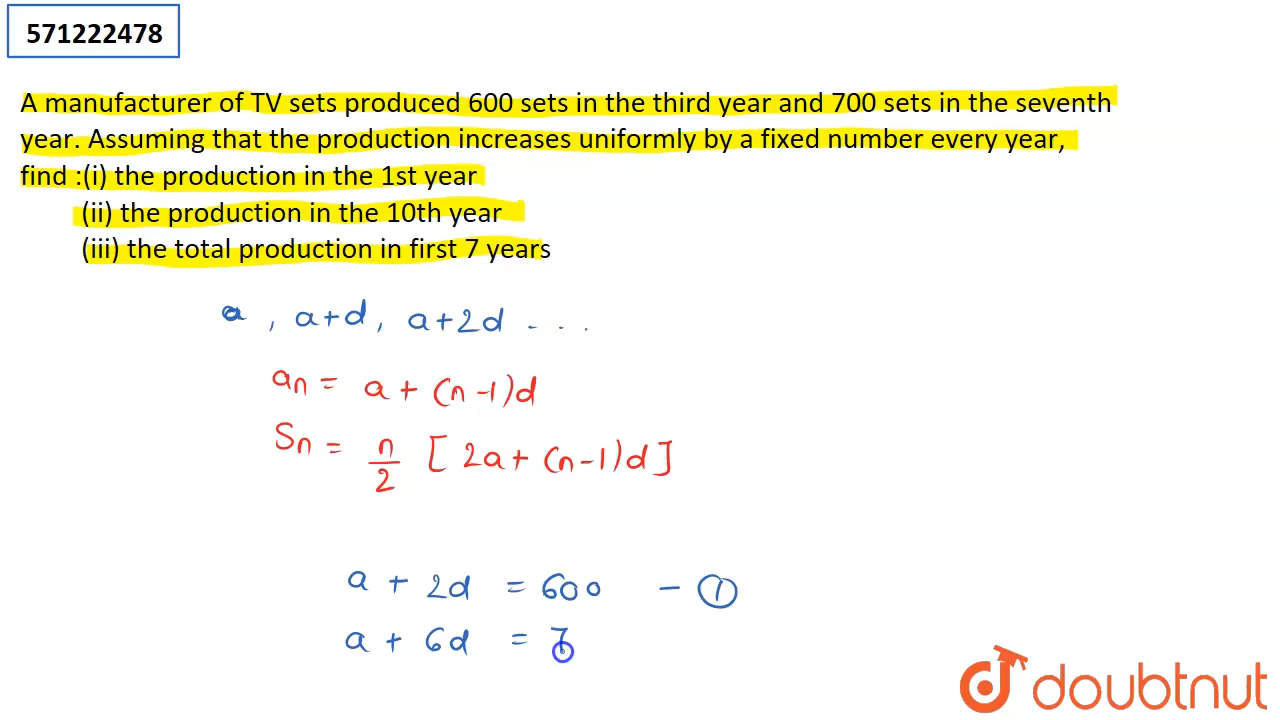 571222478
A manufacturer of TV sets produced 600 sets in the third year and 700 sets in the seventh
year. Assuming that the production increases uniformly by a fixed number every year,
find :(i) the production in the 1st year
(ii) the production in the 10th year
(iii) the total production in first 7 years
a , a+d, a+2d - . .
an = a + (n-1)d
Sn = n/2 [2a+(n-1)d]
a + 2d = 600 - ①
a + 6d = 7
doubtnut